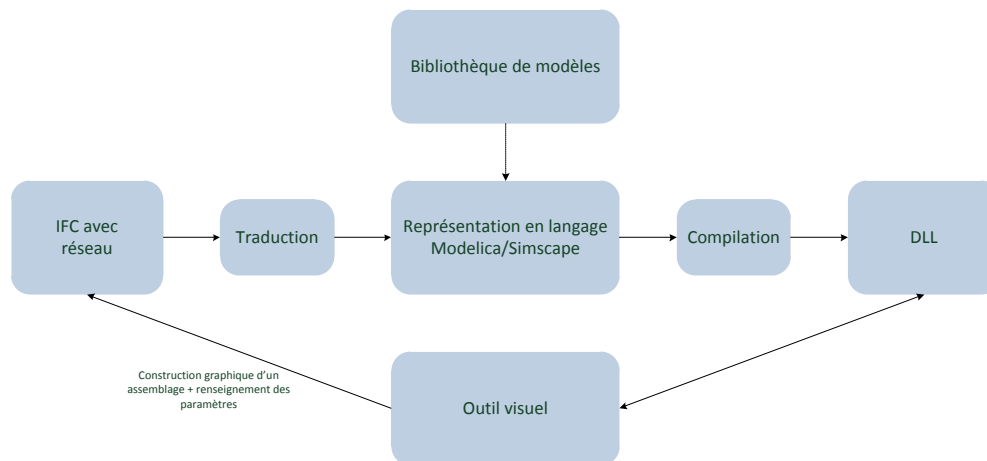 Bibliothèque de modèles
IFC avec
réseau
Traduction
Représentation en langage
Modelica/Simscape
Compilation
DLL
Construction graphique d'un
assemblage + renseignement des
paramètres
Outil visuel